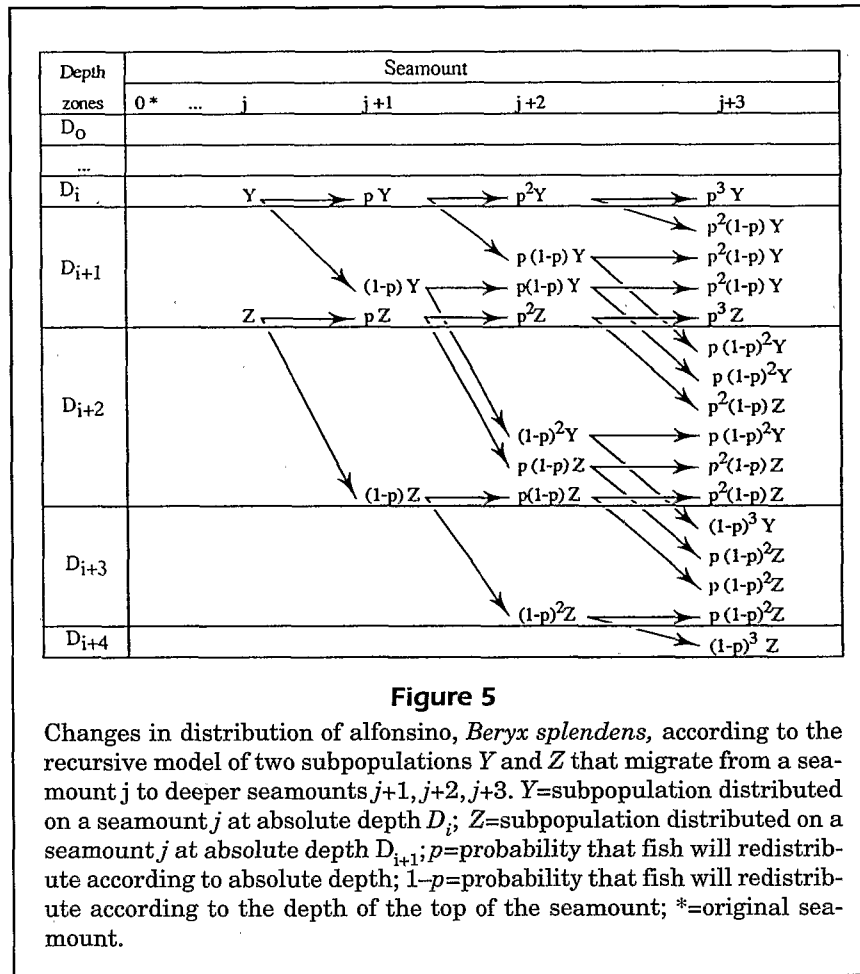 Depth Seamount
zones 0 * ... j j+1 j+2 j+3
D₀
...
Dᵢ Y pY p²Y p³Y
p²(1-p) Y
Dᵢ₊₁ p(1-p) Y p²(1-p) Y
(1-p) Y p(1-p) Y p²(1-p) Y
Z pZ p²Z p³Z
p(1-p)²Y
p(1-p)²Y
Dᵢ₊₂ p²(1-p) Z
(1-p)²Y p(1-p)²Y
p(1-p) Z p²(1-p) Z
(1-p) Z p(1-p) Z p²(1-p) Z
(1-p)³ Y
p(1-p)²Z
Dᵢ₊₃ p(1-p)²Z
(1-p)²Z p(1-p)²Z
Dᵢ₊₄ (1-p)³ Z
Figure 5
Changes in distribution of alfonsino, Beryx splendens, according to the
recursive model of two subpopulations Y and Z that migrate from a sea-
mount j to deeper seamounts j+1, j+2, j+3. Y=subpopulation distributed
on a seamount j at absolute depth Dᵢ; Z=subpopulation distributed on a
seamount j at absolute depth Dᵢ₊₁; p=probability that fish will redistrib-
ute according to absolute depth; 1–p=probability that fish will redistrib-
ute according to the depth of the top of the seamount; *=original sea-
mount.